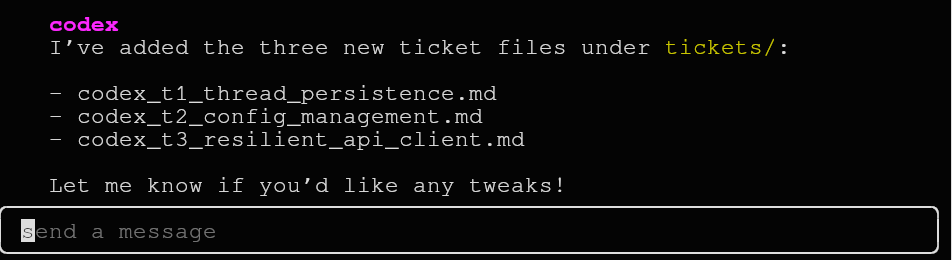 codex
I’ve added the three new ticket files under tickets/:
- codex_t1_thread_persistence.md
- codex_t2_config_management.md
- codex_t3_resilient_api_client.md
Let me know if you’d like any tweaks!
send a message